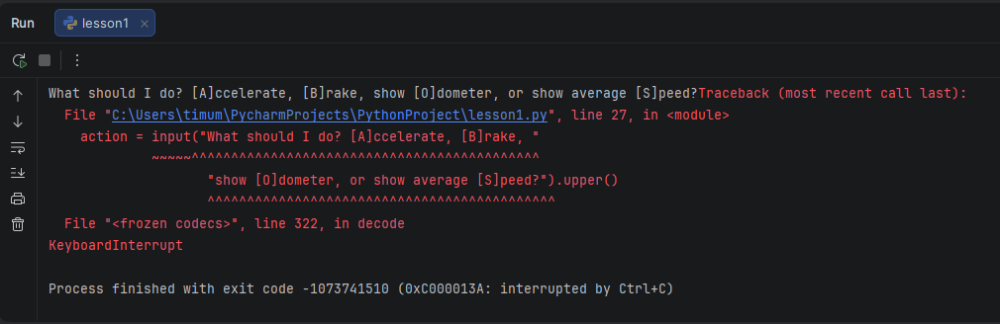 Run lesson1
What should I do? [A]ccelerate, [B]rake, show [O]dometer, or show average [S]peed?Traceback (most recent call last):
  File "C:\Users\timum\PycharmProjects\PythonProject\lesson1.py", line 27, in <module>
    action = input("What should I do? [A]ccelerate, [B]rake, "
             ~~~~~^^^^^^^^^^^^^^^^^^^^^^^^^^^^^^^^^^^^^^^^^^^^
                    "show [O]dometer, or show average [S]peed?").upper()
                    ^^^^^^^^^^^^^^^^^^^^^^^^^^^^^^^^^^^^^^^^^^^^
  File "<frozen codecs>", line 322, in decode
KeyboardInterrupt
Process finished with exit code -1073741510 (0xC000013A: interrupted by Ctrl+C)